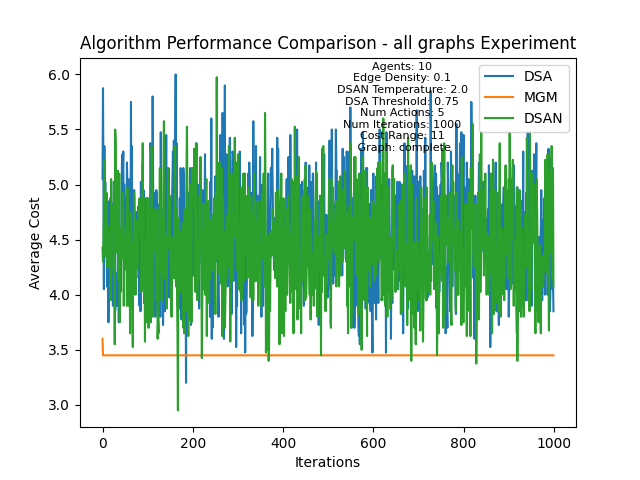 Algorithm Performance Comparison - all graphs Experiment
Agents: 10
Edge Density: 0.1
DSAN Temperature: 2.0
DSA Threshold: 0.75
Num Actions: 5
Num Iterations: 1000
Cost Range: 11
Graph: complete
DSA
MGM
DSAN
6.0
5.5
5.0
4.5
4.0
3.5
3.0
Average Cost
0
200
400
600
800
1000
Iterations